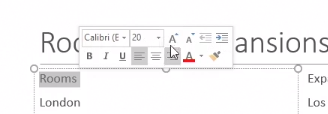 Calibri (E 20 A A
Roo ansions
B I U A
Rooms Exp
London Los